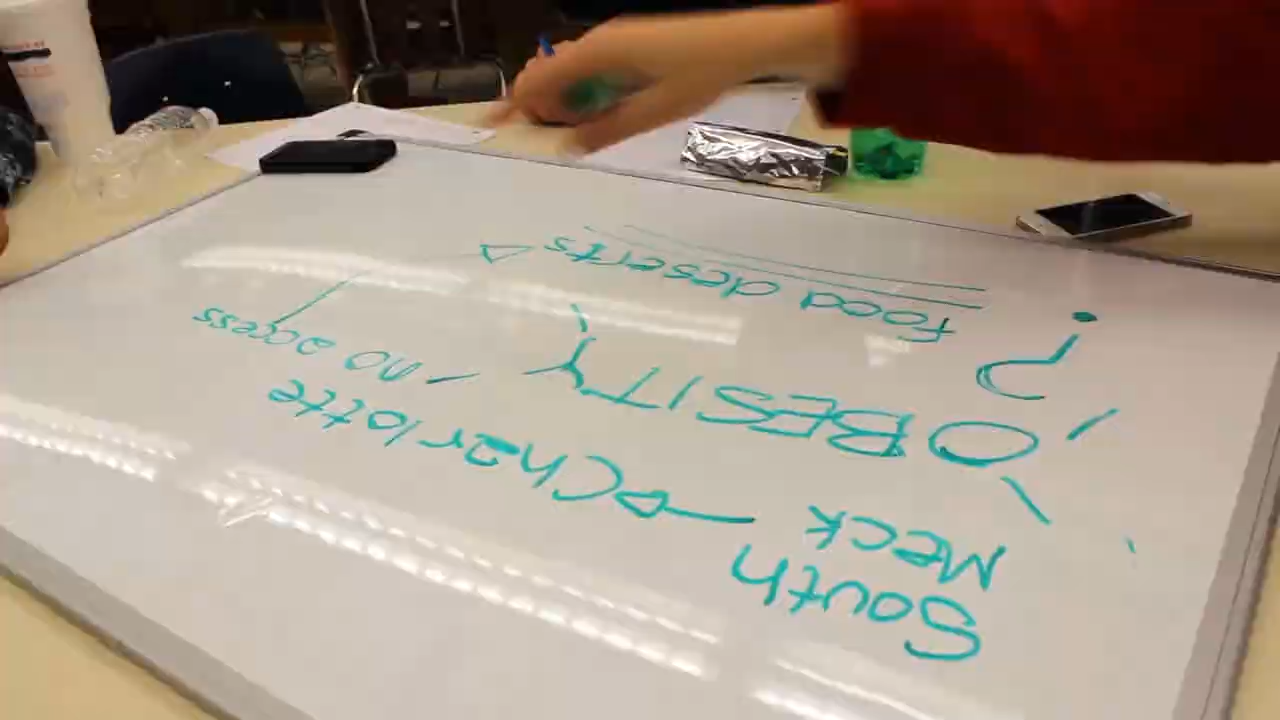 South
Meck → Charlotte
OBESITY - no access
?
food deserts